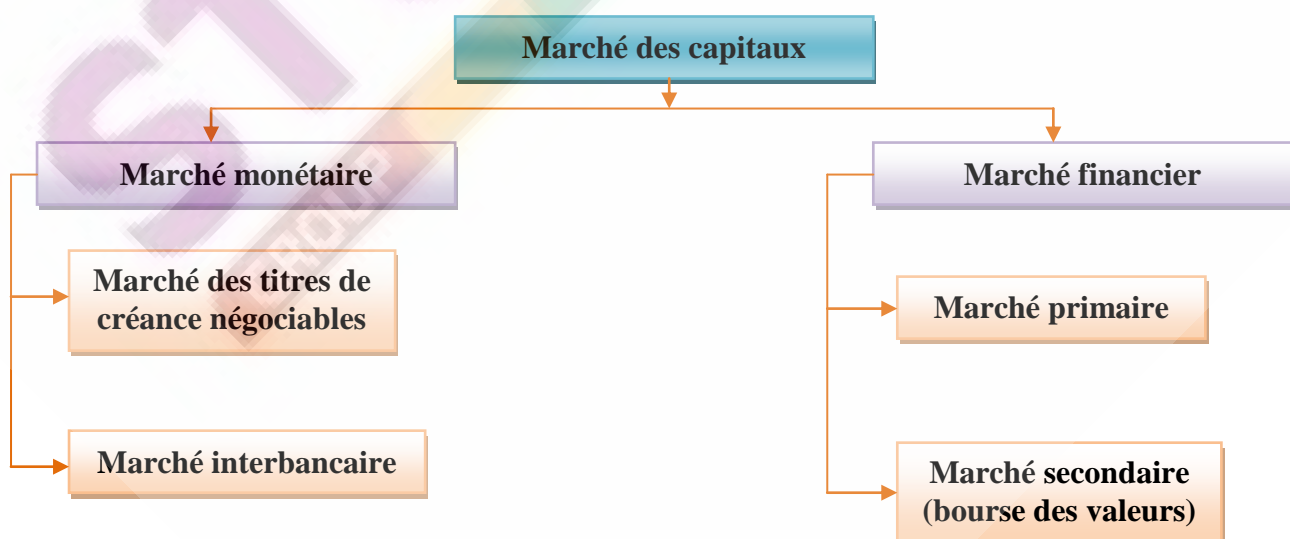 Marché des capitaux
Marché monétaire
Marché financier
Marché des titres de
créance négociables
Marché primaire
Marché interbancaire
Marché secondaire
(bourse des valeurs)
GROUP